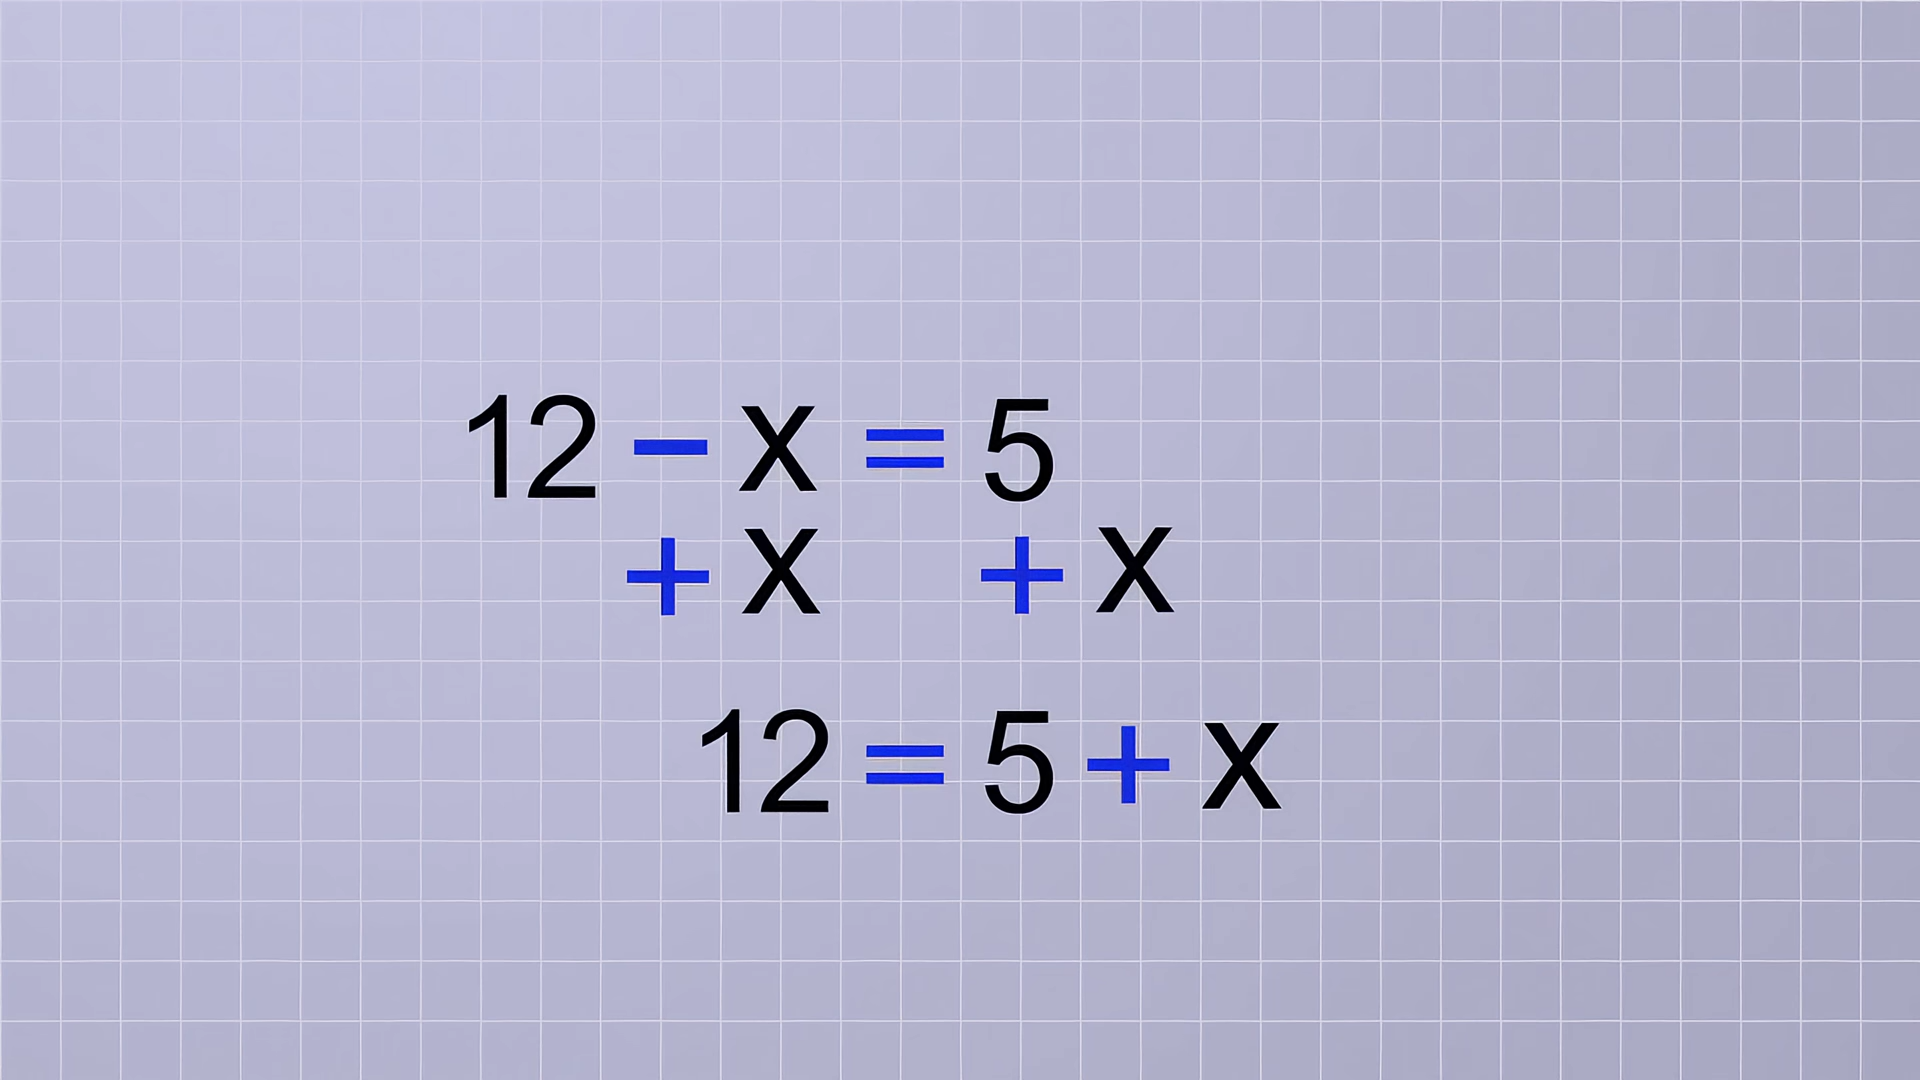 12 − x = 5
+ x + x
12 = 5 + x